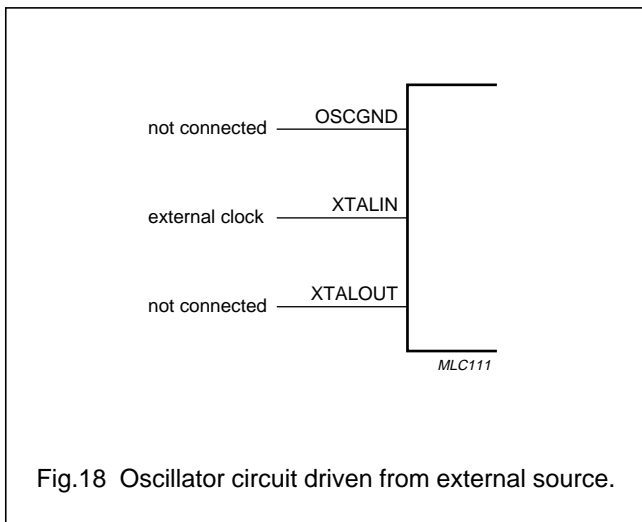 not connected OSCGND
external clock XTALIN
not connected XTALOUT
MLC111
Fig.18 Oscillator circuit driven from external source.